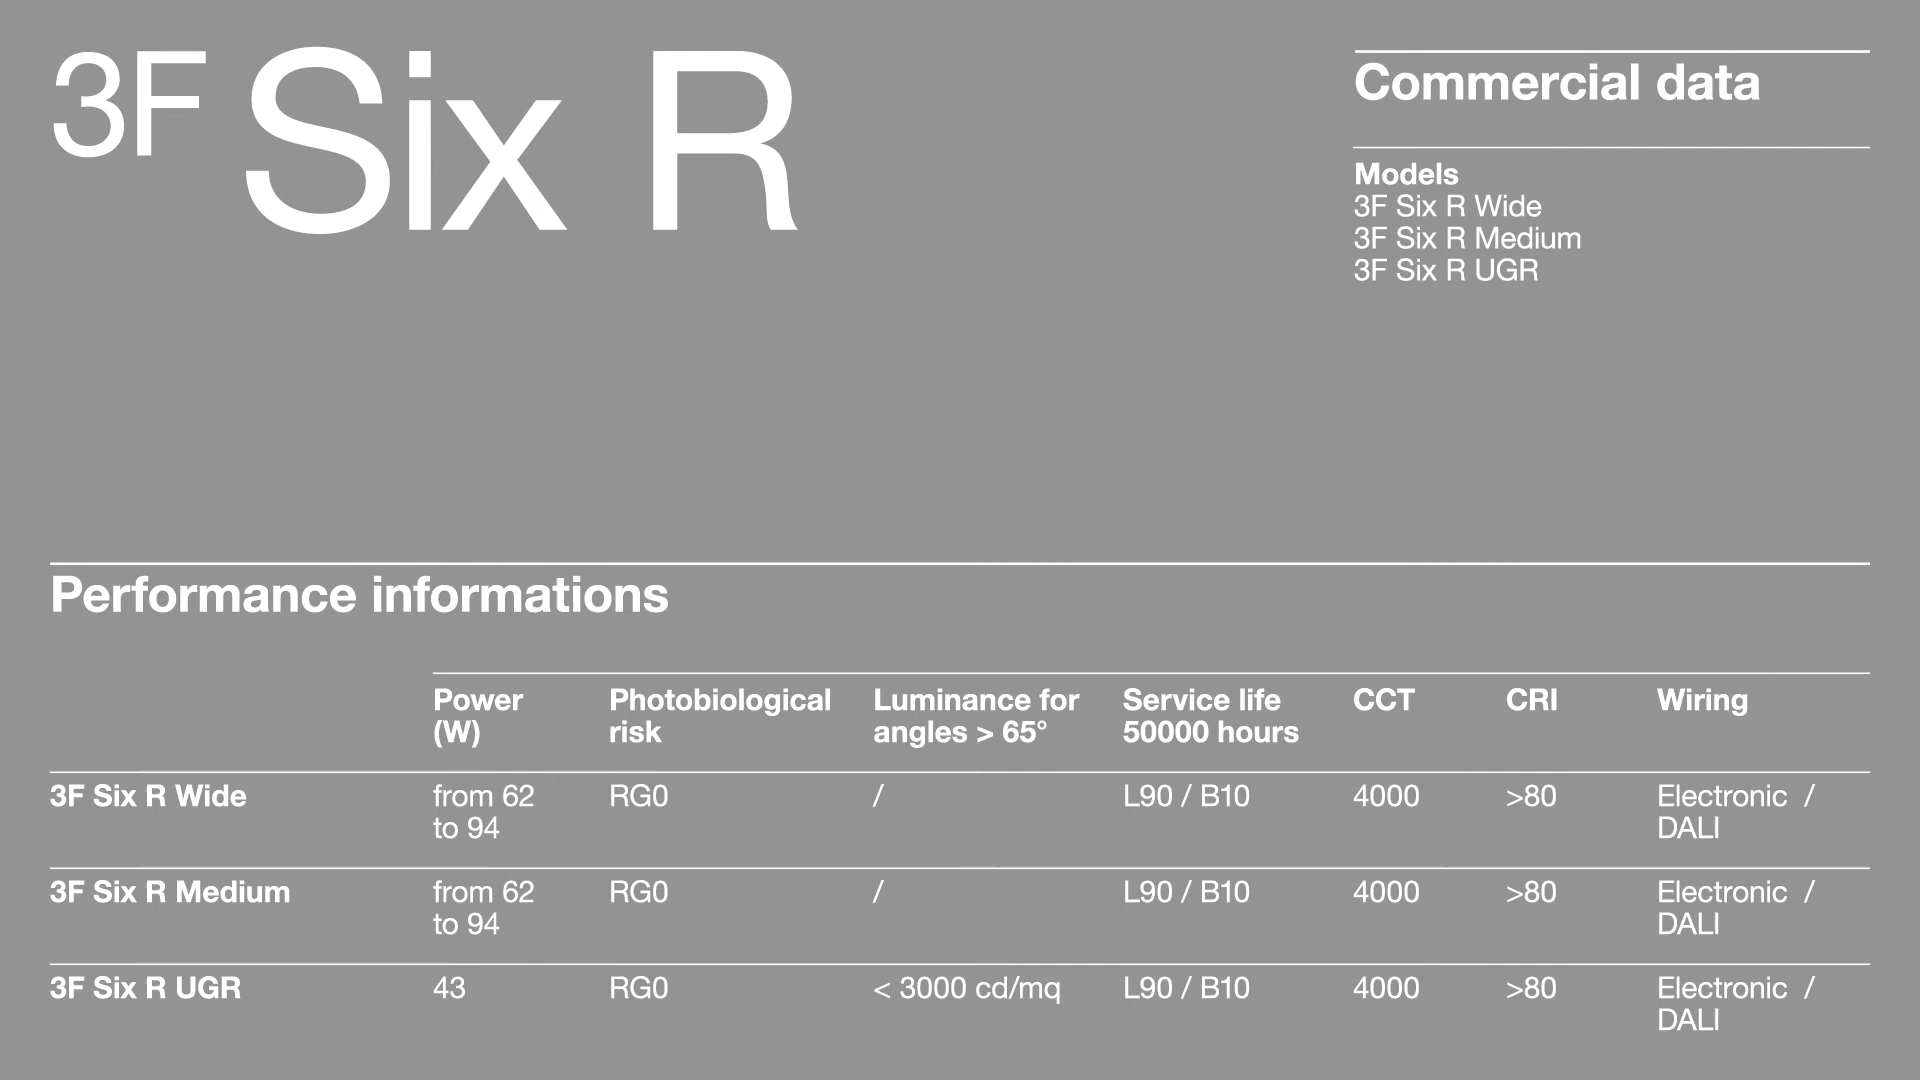 3F Six R
Commercial data
Models
3F Six R Wide
3F Six R Medium
3F Six R UGR
Performance informations
Power (W) Photobiological risk Luminance for angles > 65° Service life 50000 hours CCT CRI Wiring
3F Six R Wide from 62 to 94 RG0 / L90 / B10 4000 >80 Electronic / DALI
3F Six R Medium from 62 to 94 RG0 / L90 / B10 4000 >80 Electronic / DALI
3F Six R UGR 43 RG0 < 3000 cd/mq L90 / B10 4000 >80 Electronic / DALI